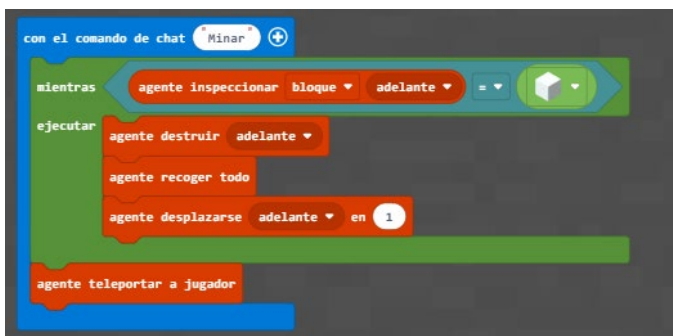 con el comando de chat "Minar"
mientras agente inspeccionar bloque adelante =
ejecutar
agente destruir adelante
agente recoger todo
agente desplazarse adelante en 1
agente teleportar a jugador